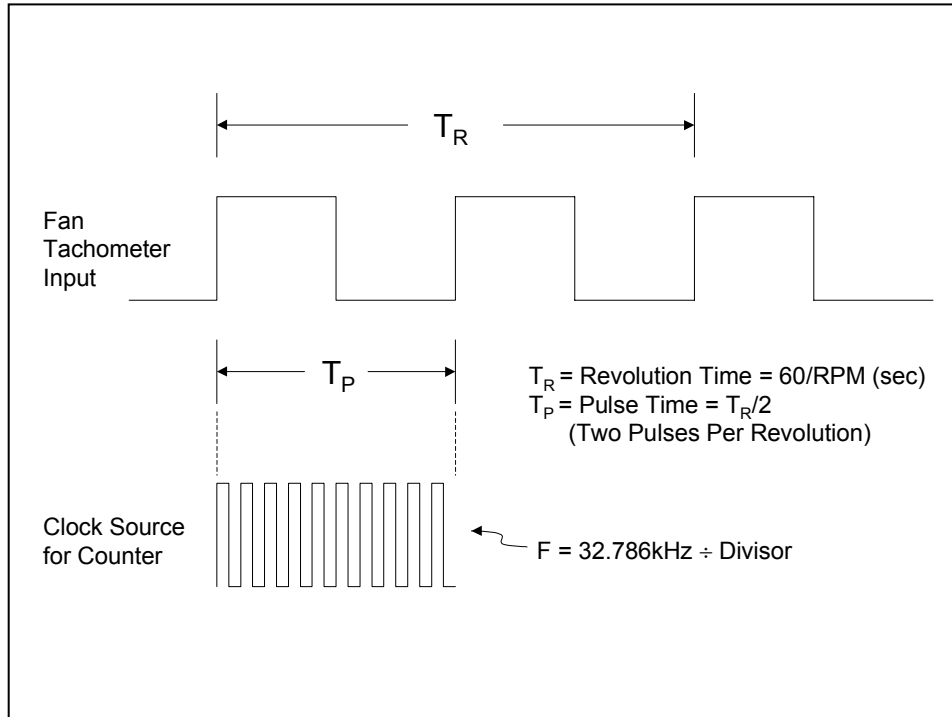 T_R
Fan
Tachometer
Input
T_P
T_R = Revolution Time = 60/RPM (sec)
T_P = Pulse Time = T_R/2
(Two Pulses Per Revolution)
Clock Source
for Counter
F = 32.786kHz ÷ Divisor